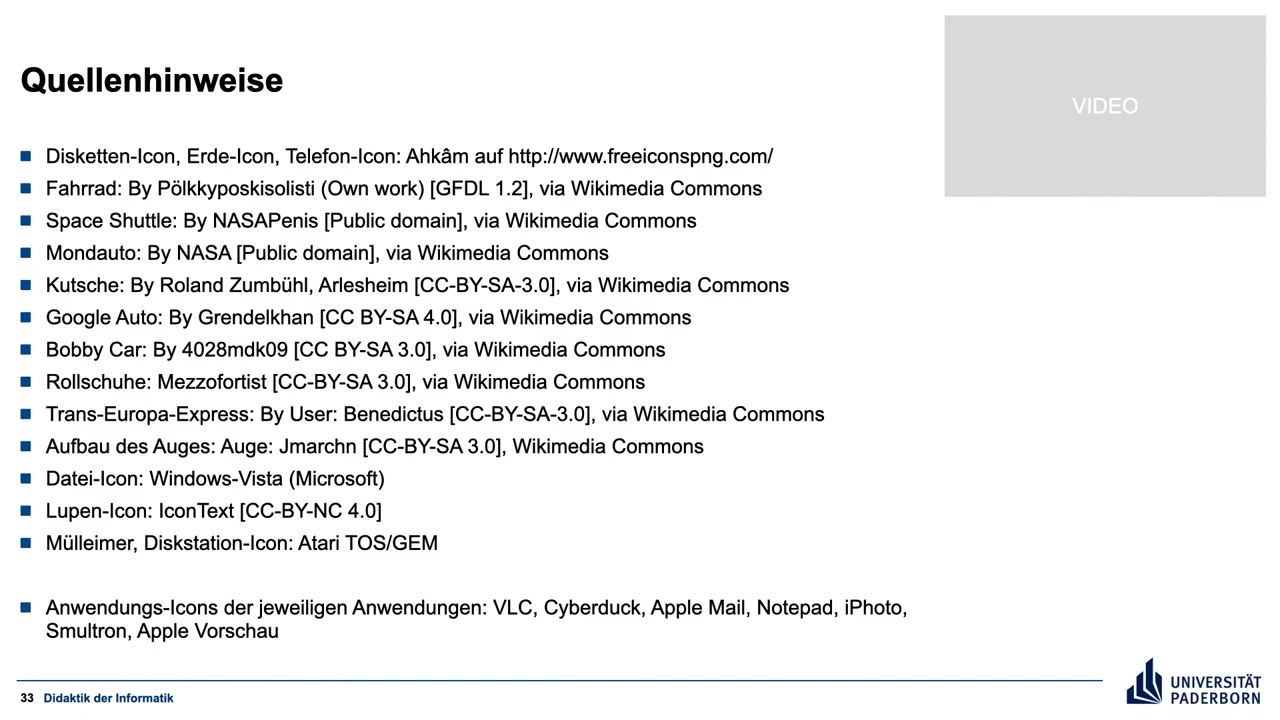 VIDEO
Quellenhinweise
Disketten-Icon, Erde-Icon, Telefon-Icon: Ahkâm auf http://www.freeiconspng.com/
Fahrrad: By Pölkkyposkisolisti (Own work) [GFDL 1.2], via Wikimedia Commons
Space Shuttle: By NASAPenis [Public domain], via Wikimedia Commons
Mondauto: By NASA [Public domain], via Wikimedia Commons
Kutsche: By Roland Zumbühl, Arlesheim [CC-BY-SA-3.0], via Wikimedia Commons
Google Auto: By Grendelkhan [CC BY-SA 4.0], via Wikimedia Commons
Bobby Car: By 4028mdk09 [CC BY-SA 3.0], via Wikimedia Commons
Rollschuhe: Mezzofortist [CC-BY-SA 3.0], via Wikimedia Commons
Trans-Europa-Express: By User: Benedictus [CC-BY-SA-3.0], via Wikimedia Commons
Aufbau des Auges: Auge: Jmarchn [CC-BY-SA 3.0], Wikimedia Commons
Datei-Icon: Windows-Vista (Microsoft)
Lupen-Icon: IconText [CC-BY-NC 4.0]
Mülleimer, Diskstation-Icon: Atari TOS/GEM
Anwendungs-Icons der jeweiligen Anwendungen: VLC, Cyberduck, Apple Mail, Notepad, iPhoto,
Smultron, Apple Vorschau
33 Didaktik der Informatik
UNIVERSITÄT
PADERBORN